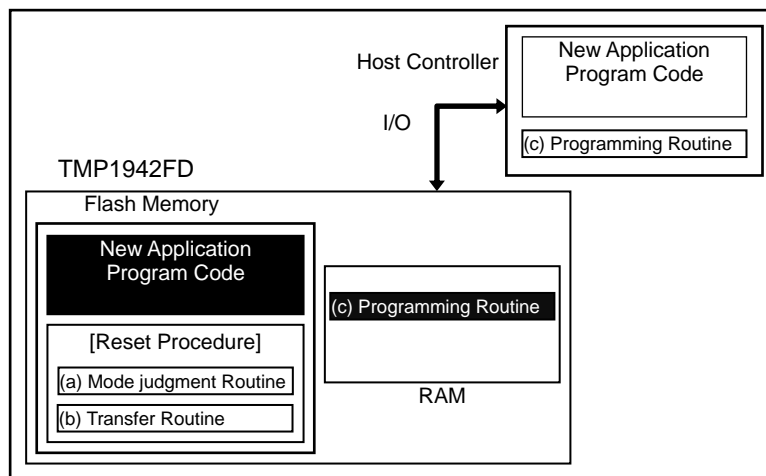 Host Controller
New Application
Program Code
(c) Programming Routine
I/O
TMP1942FD
Flash Memory
New Application
Program Code
[Reset Procedure]
(a) Mode judgment Routine
(b) Transfer Routine
(c) Programming Routine
RAM